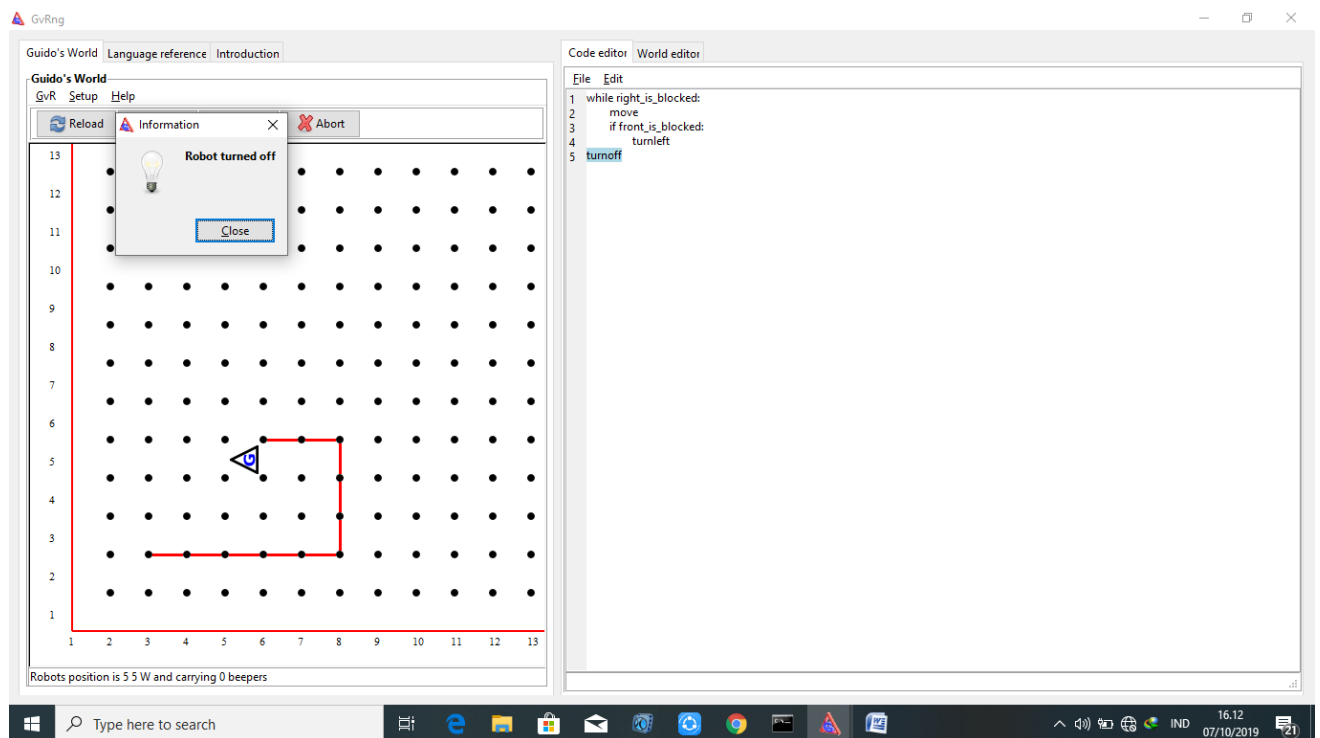 GvRng
Guido's World Language reference Introduction
Guido's World
GvR Setup Help
Reload
Abort
Information
Robot turned off
Close
13
12
11
10
9
8
7
6
5
4
3
2
1
G
1 2 3 4 5 6 7 8 9 10 11 12 13
Robots position is 5 5 W and carrying 0 beepers
Code editor World editor
File Edit
1 while right_is_blocked:
2 move
3 if front_is_blocked:
4 turnleft
5 turnoff
Type here to search
IND
16.12
07/10/2019
21